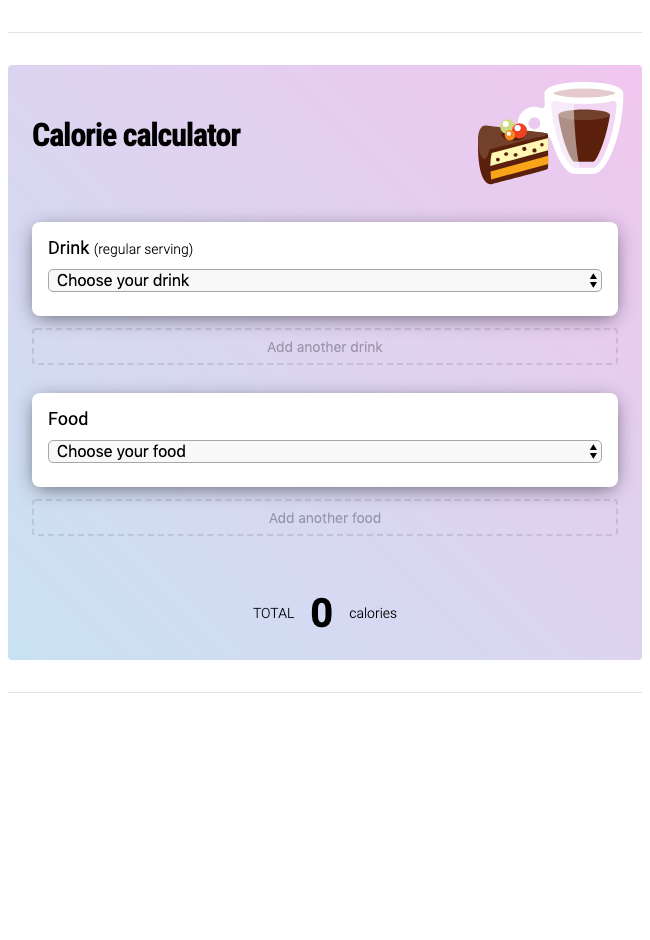 Calorie calculator
Drink (regular serving)
Choose your drink
Add another drink
Food
Choose your food
Add another food
TOTAL 0 calories